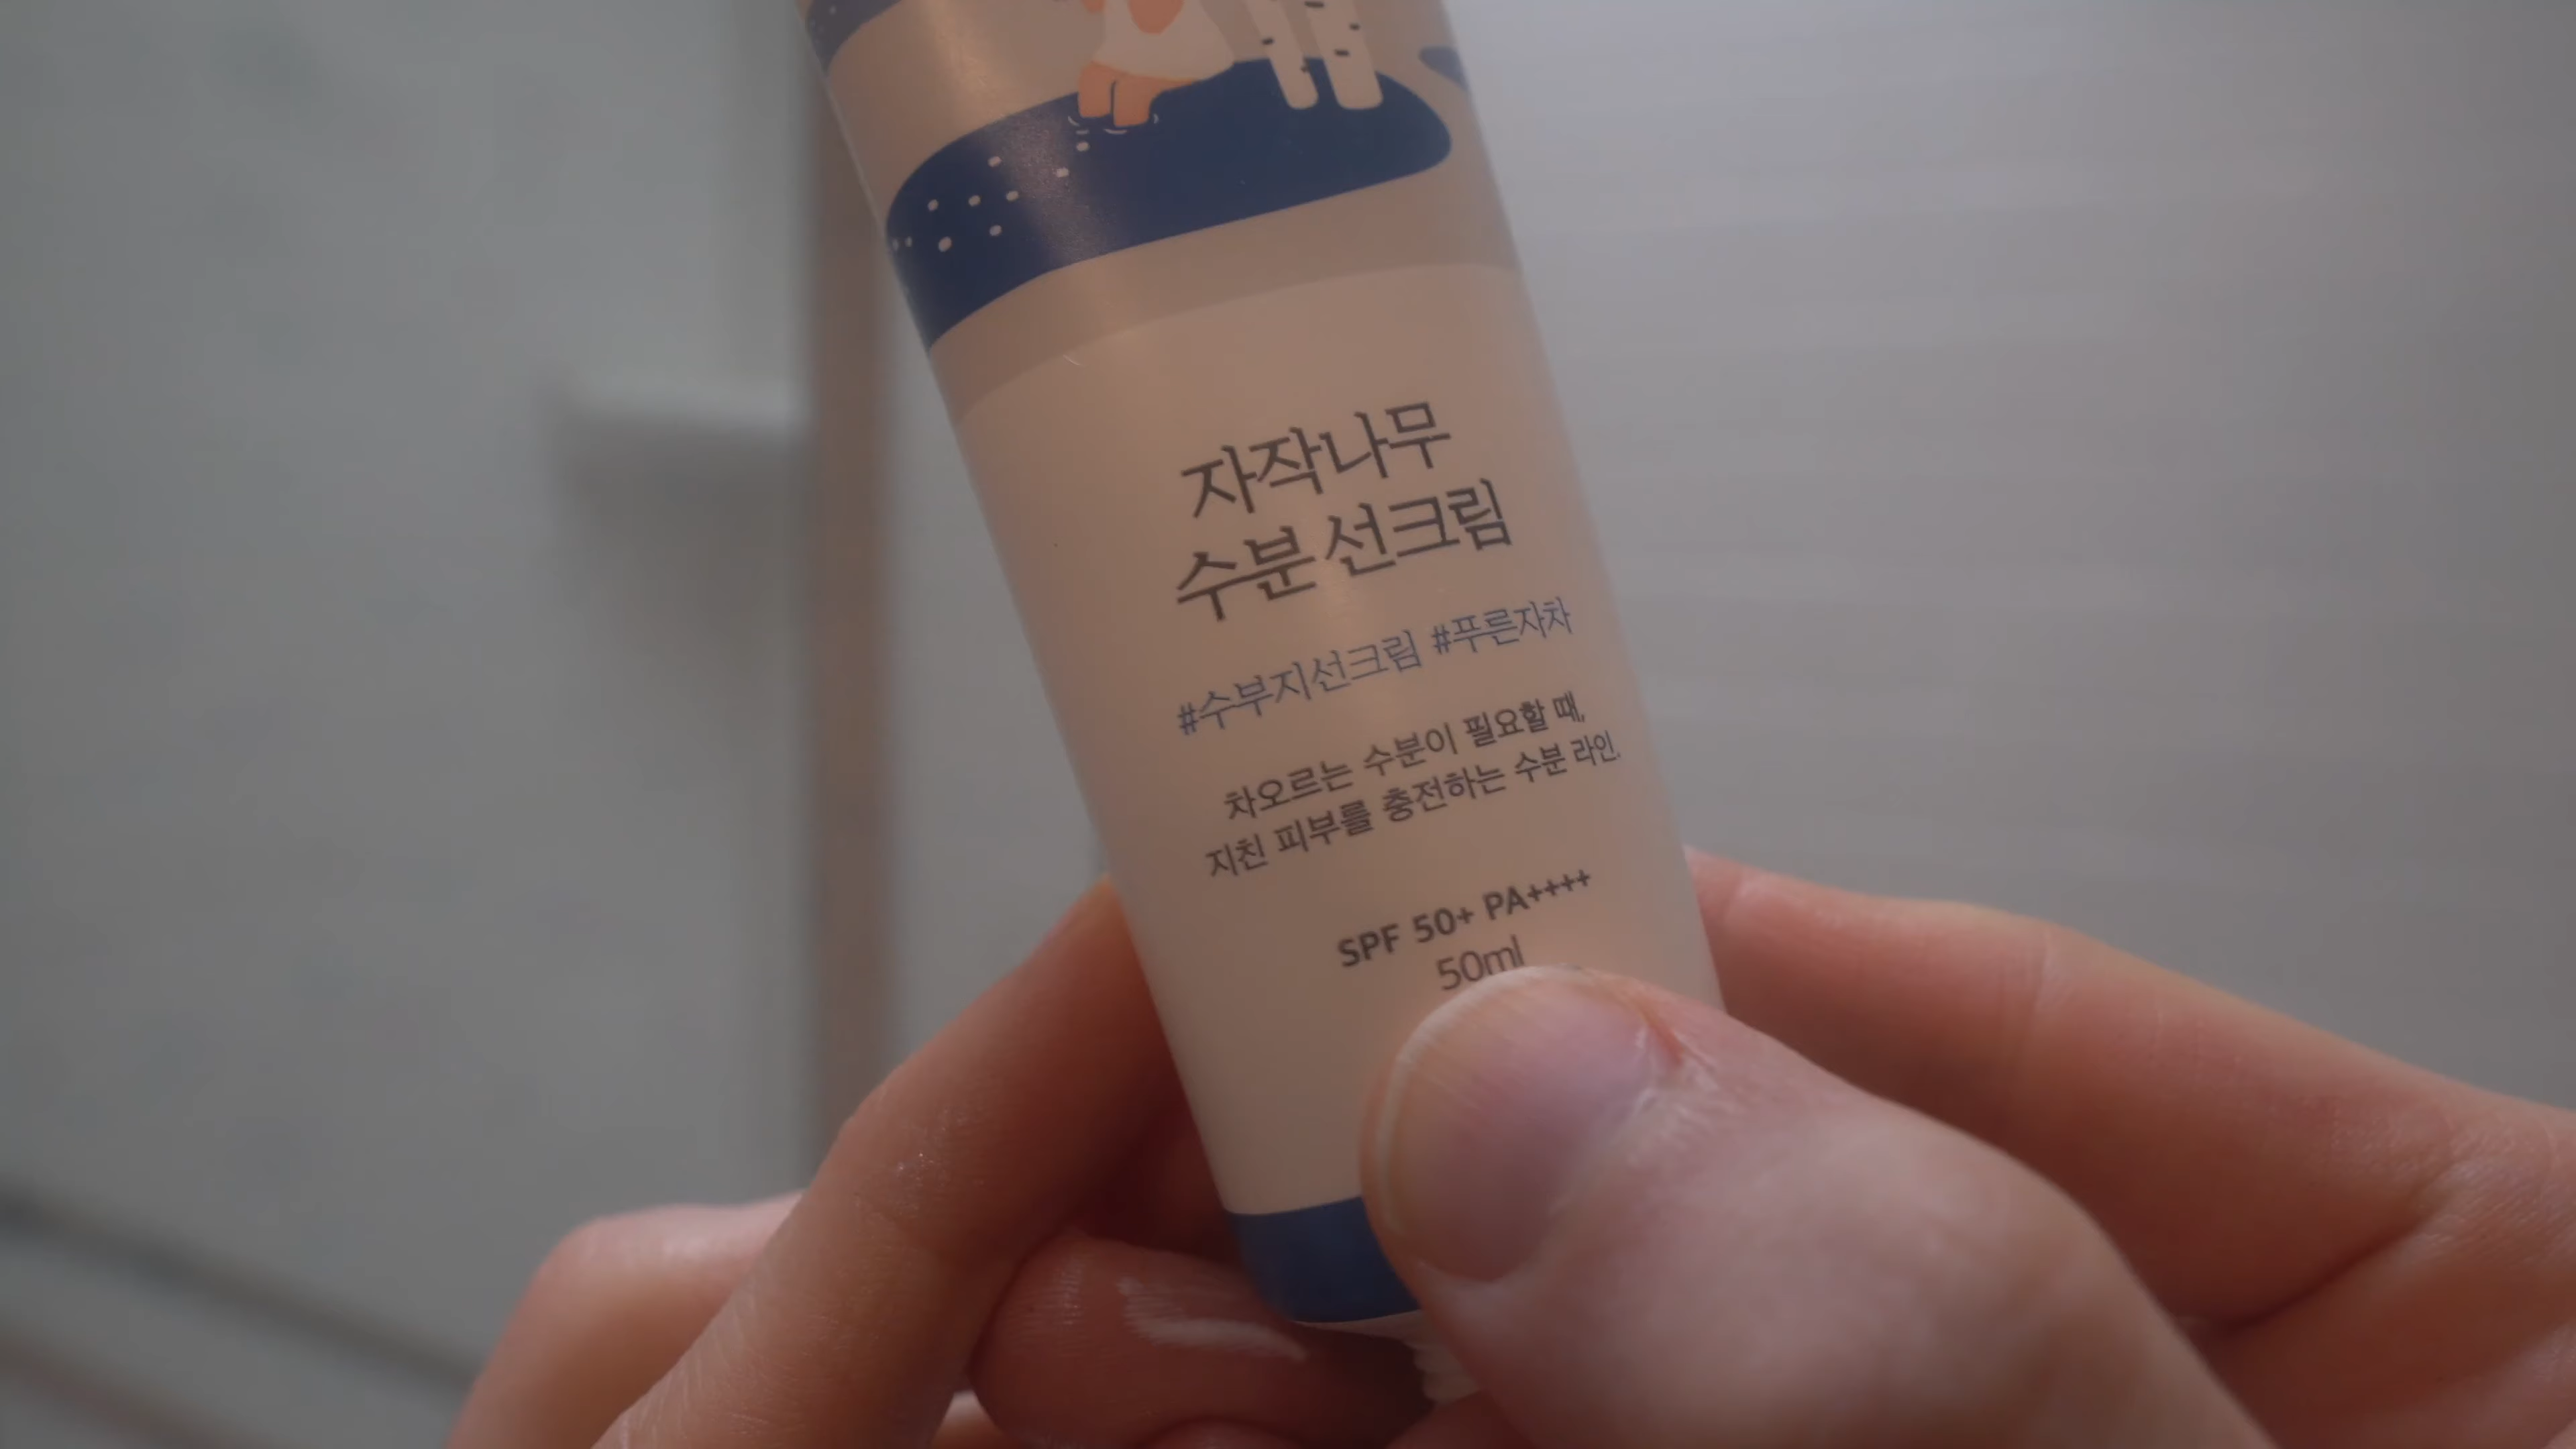 자작나무
수분 선크림
#수부지선크림 #푸른자차
차오르는 수분이 필요할 때,
지친 피부를 충전하는 수분 라인.
SPF 50+ PA++++
50ml